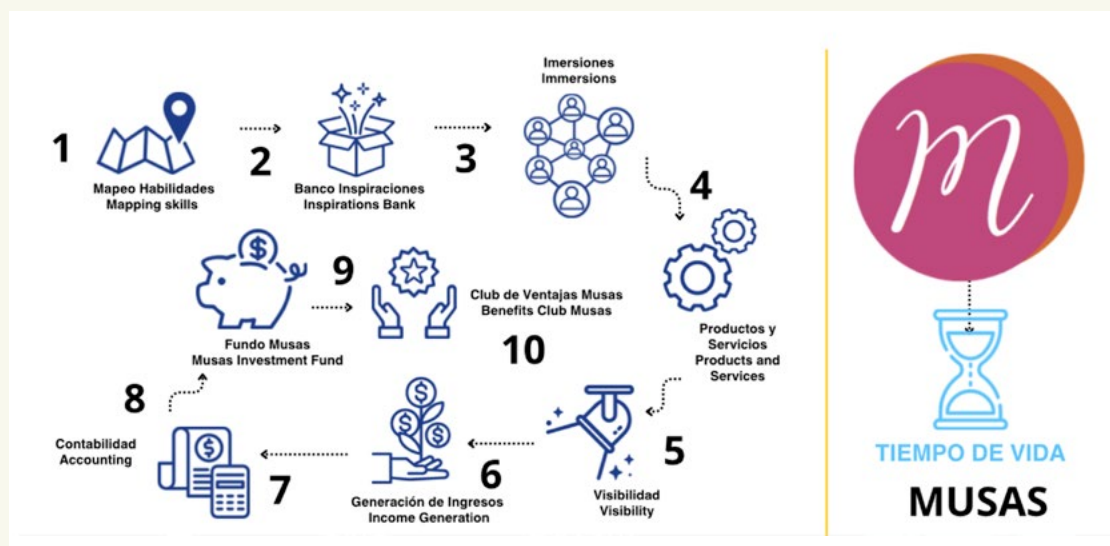 1
Mapeo Habilidades
Mapping skills
2
Banco Inspiraciones
Inspirations Bank
3
Imersiones
Immersions
4
Productos y
Servicios
Products and
Services
5
Visibilidad
Visibility
6
Generación de Ingresos
Income Generation
7
Contabilidad
Accounting
8
$
Fundo Musas
Musas Investment Fund
$
9
Club de Ventajas Musas
Benefits Club Musas
10
$
$
$
m
TIEMPO DE VIDA
MUSAS